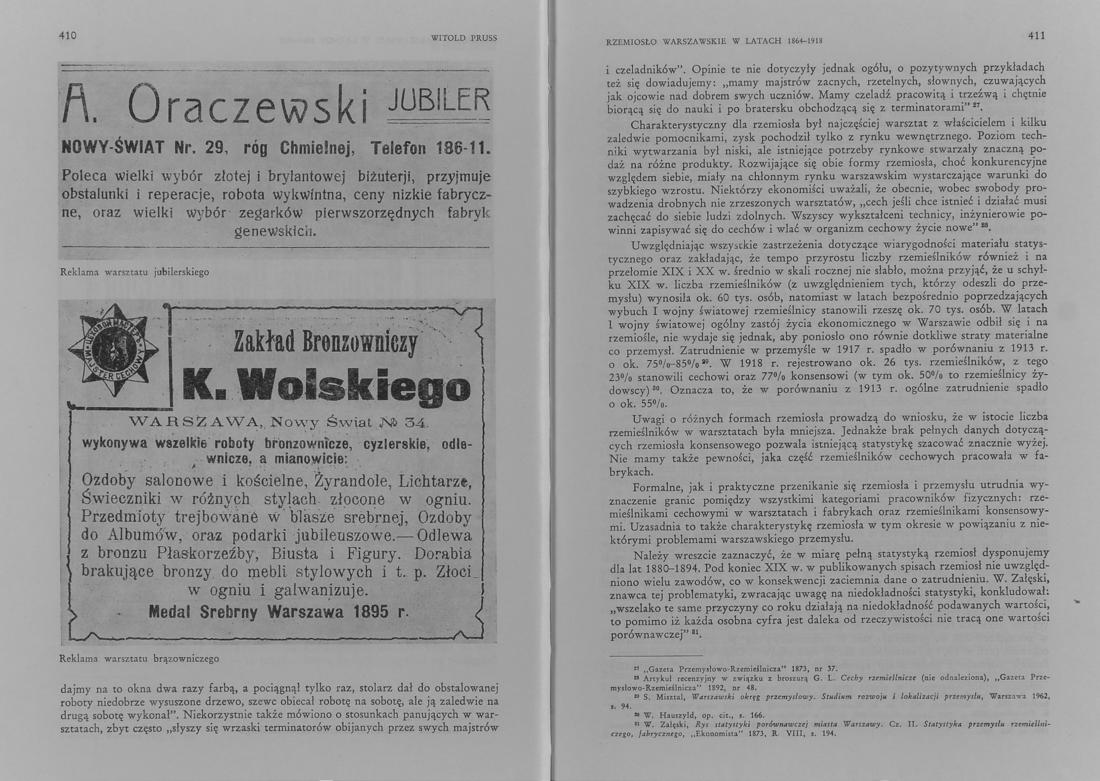 410
WITOLD PRUSS
A. Oraczewski JUBILER
NOWY-ŚWIAT Nr. 29, róg Chmielnej, Telefon 186-11.
Poleca wielki wybór złotej i brylantowej biżuterji, przyjmuje
obstalunki i reperacje, robota wykwintna, ceny nizkie fabrycz-
ne, oraz wielki wybór zegarków pierwszorzędnych fabryk
genewskich.
Reklama warsztatu jubilerskiego
Zakład Bronzowniczy
K. Wolskiego
WARSZAWA, Nowy Świat № 34.
wykonywa wszelkie roboty bronzownicze, cyzlerskie, odle-
wnicze, a mianowicie:
Ozdoby salonowe i kościelne, Żyrandole, Lichtarze,
Świeczniki w różnych stylach złocone w ogniu.
Przedmioty trejbowane w blasze srebrnej, Ozdoby
do Albumów, oraz podarki jubileuszowe.—Odlewa
z bronzu Płaskorzeźby, Biusta i Figury. Dorabia
brakujące bronzy do mebli stylowych i t. p. Złoci
w ogniu i galwanizuje.
Medal Srebrny Warszawa 1895 r.
Reklama warsztatu brązowniczego
dajmy na to okna dwa razy farbą, a pociągnął tylko raz, stolarz dał do obstalowanej
roboty niedobrze wysuszone drzewo, szewc obiecał robotę na sobotę, ale ją zaledwie na
drugą sobotę wykonał”. Niekorzystnie także mówiono o stosunkach panujących w war-
sztatach, zbyt często „słyszy się wrzaski terminatorów obijanych przez swych majstrów
RZEMIOSŁO WARSZAWSKIE W LATACH 1864–1918
411
i czeladników”. Opinie te nie dotyczyły jednak ogółu, o pozytywnych przykładach
też się dowiadujemy: „mamy majstrów zacnych, rzetelnych, słownych, czuwających
jak ojcowie nad dobrem swych uczniów. Mamy czeladź pracowitą i trzeźwą i chętnie
biorącą się do nauki i po bratersku obchodzącą się z terminatorami” 27.
Charakterystyczny dla rzemiosła był najczęściej warsztat z właścicielem i kilku
zaledwie pomocnikami, zysk pochodził tylko z rynku wewnętrznego. Poziom tech-
niki wytwarzania był niski, ale istniejące potrzeby rynkowe stwarzały znaczną po-
daż na różne produkty. Rozwijające się obie formy rzemiosła, choć konkurencyjne
względem siebie, miały na chłonnym rynku warszawskim wystarczające warunki do
szybkiego wzrostu. Niektórzy ekonomiści uważali, że obecnie, wobec swobody pro-
wadzenia drobnych nie zrzeszonych warsztatów, „cech jeśli chce istnieć i działać musi
zachęcać do siebie ludzi zdolnych. Wszyscy wykształceni technicy, inżynierowie po-
winni zapisywać się do cechów i wlać w organizm cechowy życie nowe” 28.
Uwzględniając wszystkie zastrzeżenia dotyczące wiarygodności materiału statys-
tycznego oraz zakładając, że tempo przyrostu liczby rzemieślników również i na
przełomie XIX i XX w. średnio w skali rocznej nie słabło, można przyjąć, że u schył-
ku XIX w. liczba rzemieślników (z uwzględnieniem tych, którzy odeszli do prze-
mysłu) wynosiła ok. 60 tys. osób, natomiast w latach bezpośrednio poprzedzających
wybuch I wojny światowej rzemieślnicy stanowili rzeszę ok. 70 tys. osób. W latach
I wojny światowej ogólny zastój życia ekonomicznego w Warszawie odbił się i na
rzemiośle, nie wydaje się jednak, aby poniosło ono równie dotkliwe straty materialne
co przemysł. Zatrudnienie w przemyśle w 1917 r. spadło w porównaniu z 1913 r.
o ok. 75%–85% 29. W 1918 r. rejestrowano ok. 26 tys. rzemieślników, z tego
23% stanowili cechowi oraz 77% konsensowi (w tym ok. 50% to rzemieślnicy ży-
dowscy) 30. Oznacza to, że w porównaniu z 1913 r. ogólne zatrudnienie spadło
o ok. 55%.
Uwagi o różnych formach rzemiosła prowadzą do wniosku, że w istocie liczba
rzemieślników w warsztatach była mniejsza. Jednakże brak pełnych danych dotyczą-
cych rzemiosła konsensowego pozwala istniejącą statystykę szacować znacznie wyżej.
Nie mamy także pewności, jaka część rzemieślników cechowych pracowała w fa-
brykach.
Formalne, jak i praktyczne przenikanie się rzemiosła i przemysłu utrudnia wy-
znaczenie granic pomiędzy wszystkimi kategoriami pracowników fizycznych: rze-
mieślnikami cechowymi w warsztatach i fabrykach oraz rzemieślnikami konsensowy-
mi. Uzasadnia to także charakterystykę rzemiosła w tym okresie w powiązaniu z nie-
którymi problemami warszawskiego przemysłu.
Należy wreszcie zaznaczyć, że w miarę pełną statystyką rzemiosł dysponujemy
dla lat 1880–1894. Pod koniec XIX w. w publikowanych spisach rzemiosł nie uwzględ-
niono wielu zawodów, co w konsekwencji zaciemnia dane o zatrudnieniu. W. Załęski,
znawca tej problematyki, zwracając uwagę na niedokładności statystyki, konkludował:
„wszelako te same przyczyny co roku działają na niedokładność podawanych wartości,
to pomimo iż każda osobna cyfra jest daleka od rzeczywistości nie tracą one wartości
porównawczej” 31.
27 „Gazeta Przemysłowo-Rzemieślnicza” 1873, nr 37.
28 Artykuł recenzyjny w związku z broszurą G. L. Cechy rzemieślnicze (nie odnaleziona), „Gazeta Prze-
mysłowo-Rzemieślnicza” 1892, nr 48.
29 S. Misztal, Warszawski okręg przemysłowy. Studium rozwoju i lokalizacji przemysłu, Warszawa 1962,
s. 94.
30 W. Hauszyld, op. cit., s. 166.
31 W. Załęski, Rys statystyki porównawczej miasta Warszawy. Cz. II. Statystyka przemysłu rzemieślni-
czego, fabrycznego, „Ekonomista” 1873, R. VIII, s. 194.